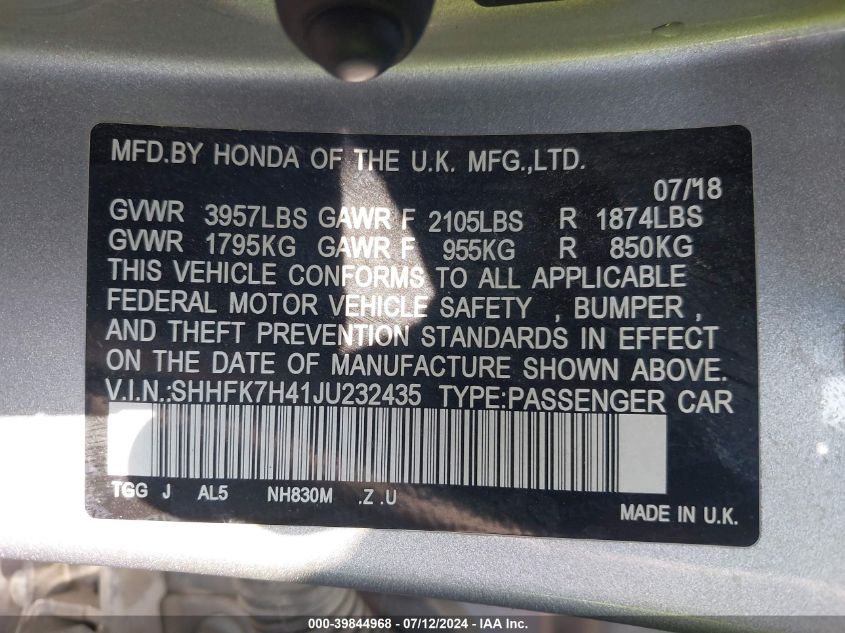 MFD.BY HONDA OF THE U.K. MFG.,LTD.
07/'18
GVWR 3957LBS GAWR F 2105LBS R 1874LBS
GVWR 1795KG GAWR F 955KG R 850KG
THIS VEHICLE CONFORMS TO ALL APPLICABLE
FEDERAL MOTOR VEHICLE SAFETY , BUMPER ,
AND THEFT PREVENTION STANDARDS IN EFFECT
ON THE DATE OF MANUFACTURE SHOWN ABOVE.
V.I.N.:SHHFK7H41JU232435 TYPE:PASSENGER CAR
TGG J AL5 NH830M .Z .U
MADE IN U.K.
000-39844968 - 07/12/2024 - IAA Inc.